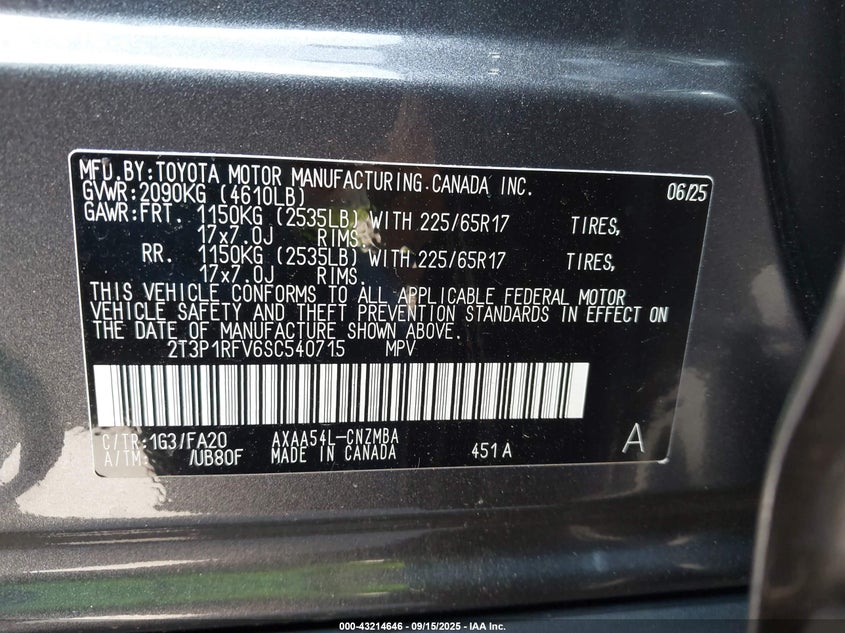 MFD.BY:TOYOTA MOTOR MANUFACTURING CANADA INC. 06/25
GVWR:2090KG (4610LB)
GAWR:FRT. 1150KG (2535LB) WITH 225/65R17 TIRES,
17x7.0J RIMS.
RR. 1150KG (2535LB) WITH 225/65R17 TIRES,
17x7.0J RIMS.
THIS VEHICLE CONFORMS TO ALL APPLICABLE FEDERAL MOTOR
VEHICLE SAFETY AND THEFT PREVENTION STANDARDS IN EFFECT ON
THE DATE OF MANUFACTURE SHOWN ABOVE.
2T3P1RFV6SC540715 MPV
C/TR:1G3/FA20 AXAA54L-CNZMBA
A/TM: /UB80F MADE IN CANADA 451A A
000-43214646 - 09/15/2025 - IAA Inc.